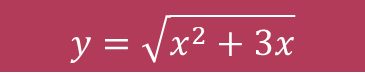 y = √(x² + 3x)